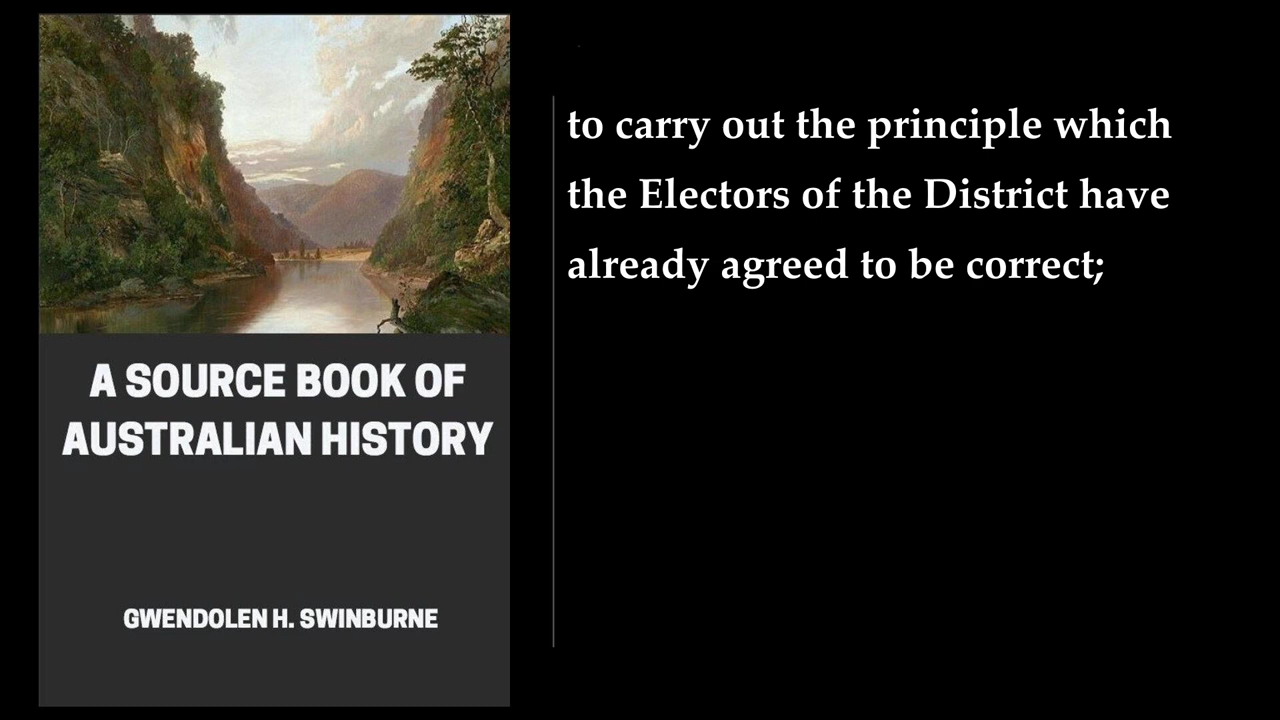 A SOURCE BOOK OF
AUSTRALIAN HISTORY
GWENDOLEN H. SWINBURNE
to carry out the principle which
the Electors of the District have
already agreed to be correct;